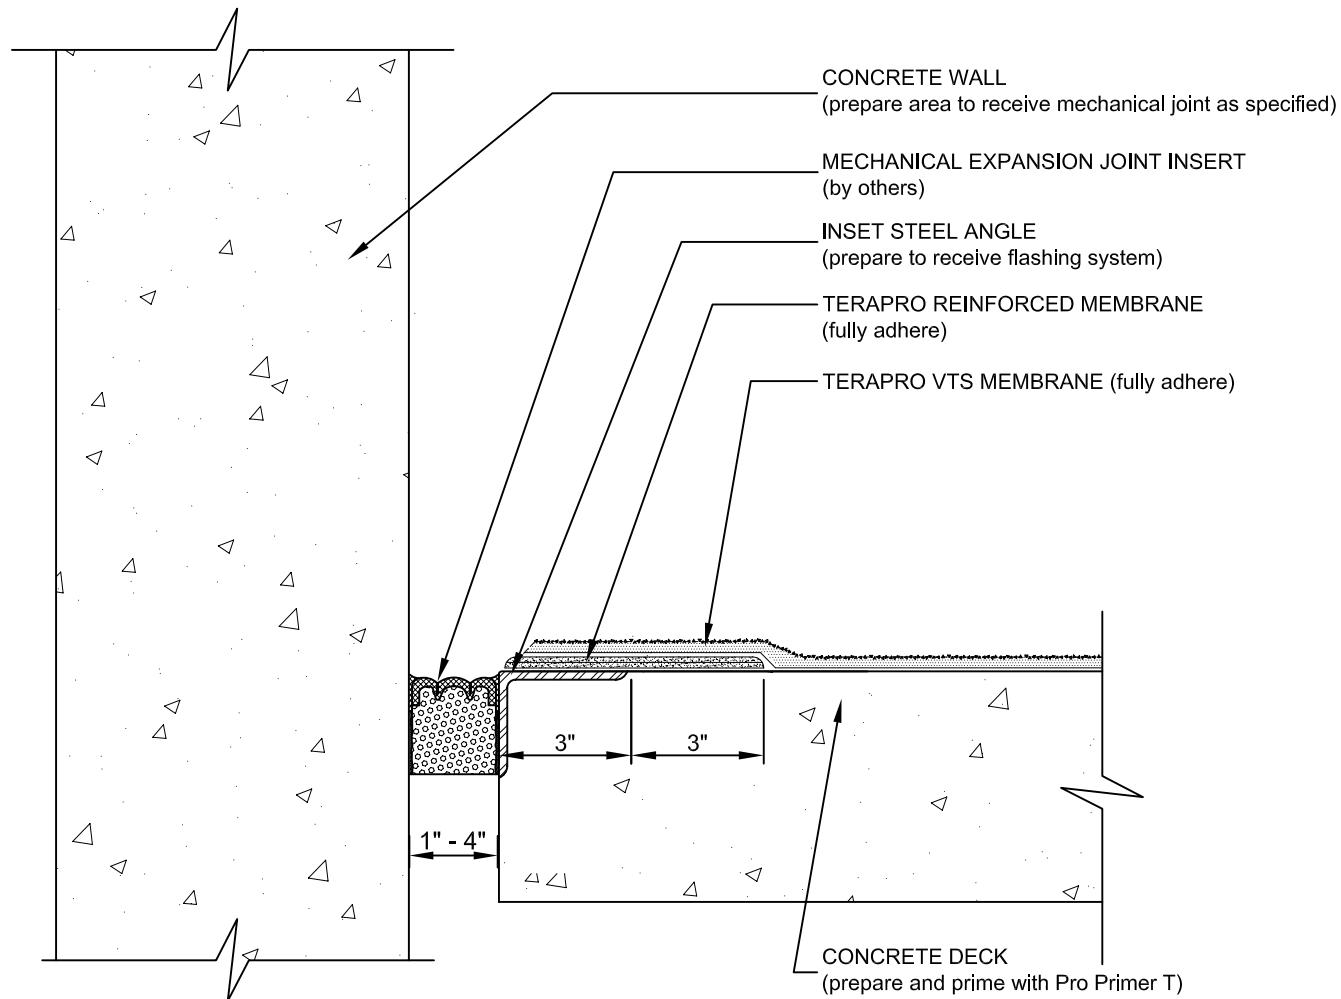 CONCRETE WALL
(prepare area to receive mechanical joint as specified)
MECHANICAL EXPANSION JOINT INSERT
(by others)
INSET STEEL ANGLE
(prepare to receive flashing system)
TERAPRO REINFORCED MEMBRANE
(fully adhere)
TERAPRO VTS MEMBRANE (fully adhere)
3"
3"
1" - 4"
CONCRETE DECK
(prepare and prime with Pro Primer T)